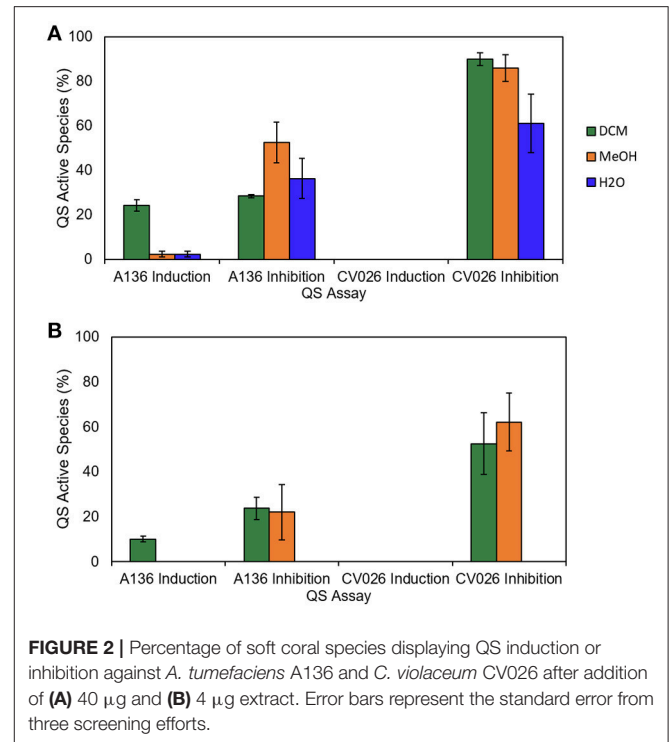 A
100
80
60
40
20
0
QS Active Species (%)
A136 Induction A136 Inhibition CV026 Induction CV026 Inhibition
QS Assay
DCM
MeOH
H2O
B
100
80
60
40
20
0
QS Active Species (%)
A136 Induction A136 Inhibition CV026 Induction CV026 Inhibition
QS Assay
FIGURE 2 | Percentage of soft coral species displaying QS induction or
inhibition against A. tumefaciens A136 and C. violaceum CV026 after addition
of (A) 40 μg and (B) 4 μg extract. Error bars represent the standard error from
three screening efforts.